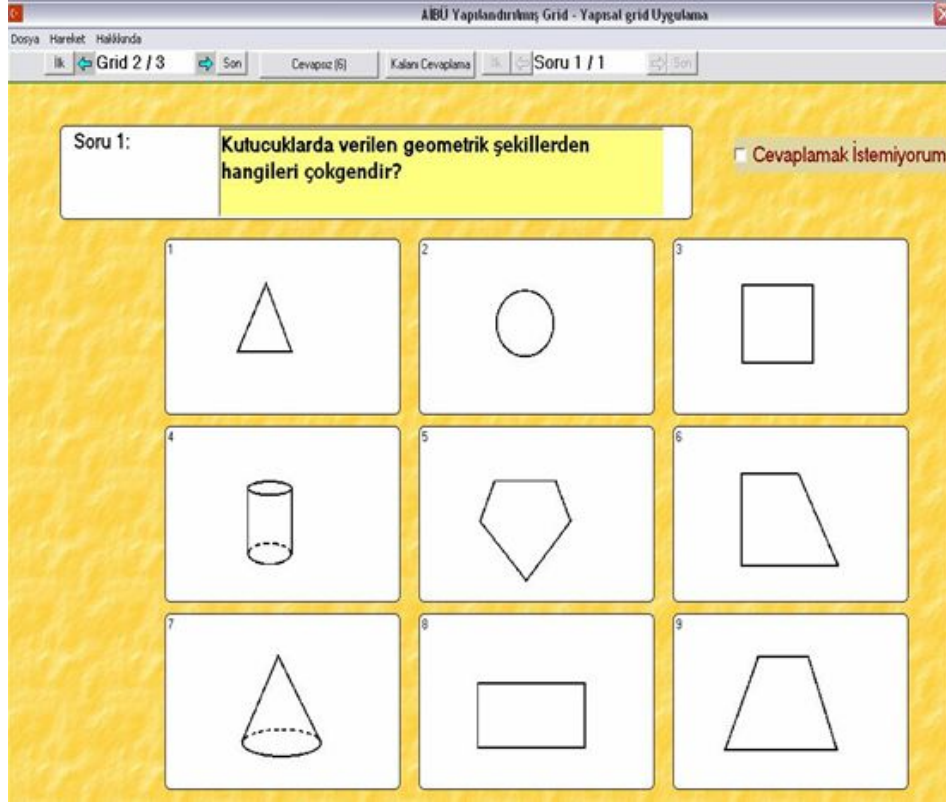 AİBÜ Yapılandırılmış Grid - Yapısal grid Uygulama
Dosya Hareket Hakkında
İlk Grid 2 / 3 Son Cevapsız (6) Kalanı Cevaplama İlk Soru 1 / 1 Son
Soru 1:
Kutucuklarda verilen geometrik şekillerden
hangileri çokgendir?
Cevaplamak İstemiyorum
1
2
3
4
5
6
7
8
9